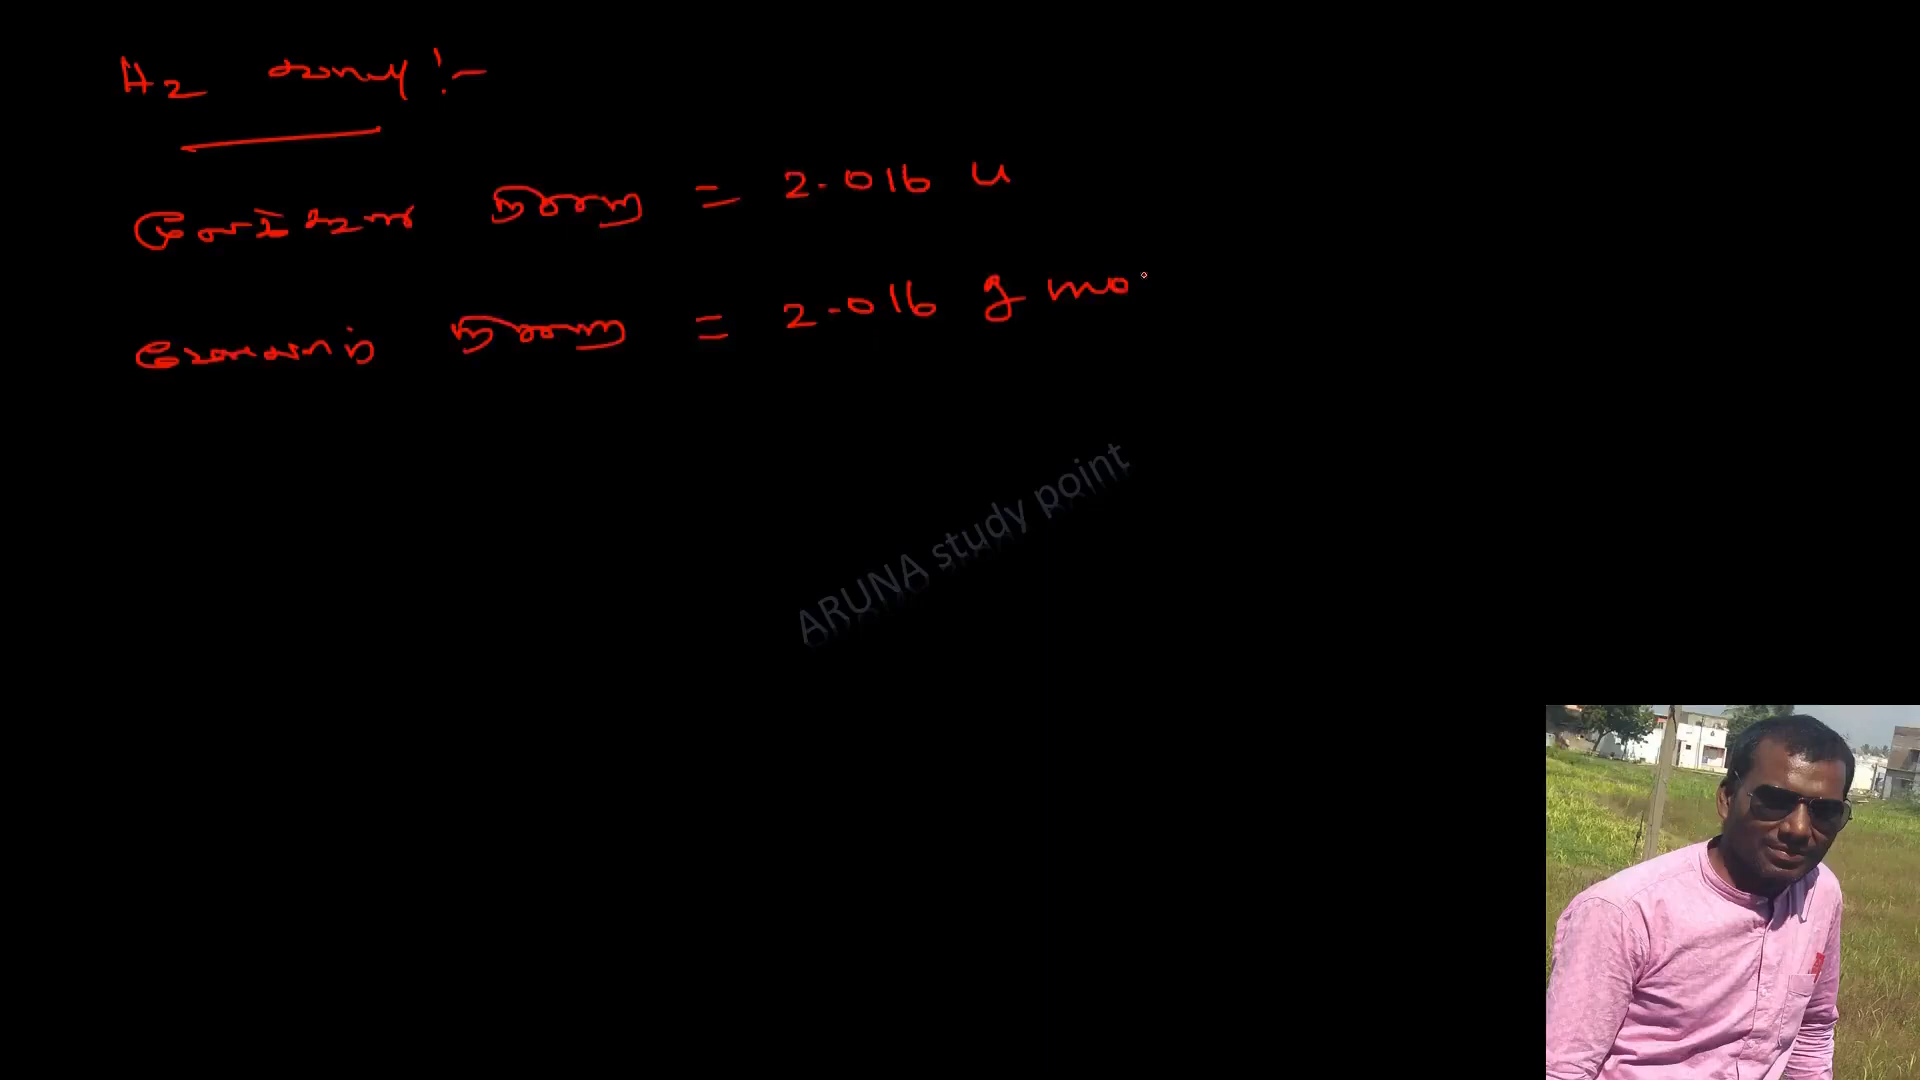 H2 வாயு :-
மூலக்கூறு நிறை = 2.016 u
மோலார் நிறை = 2.016 g mo
ARUNA study point